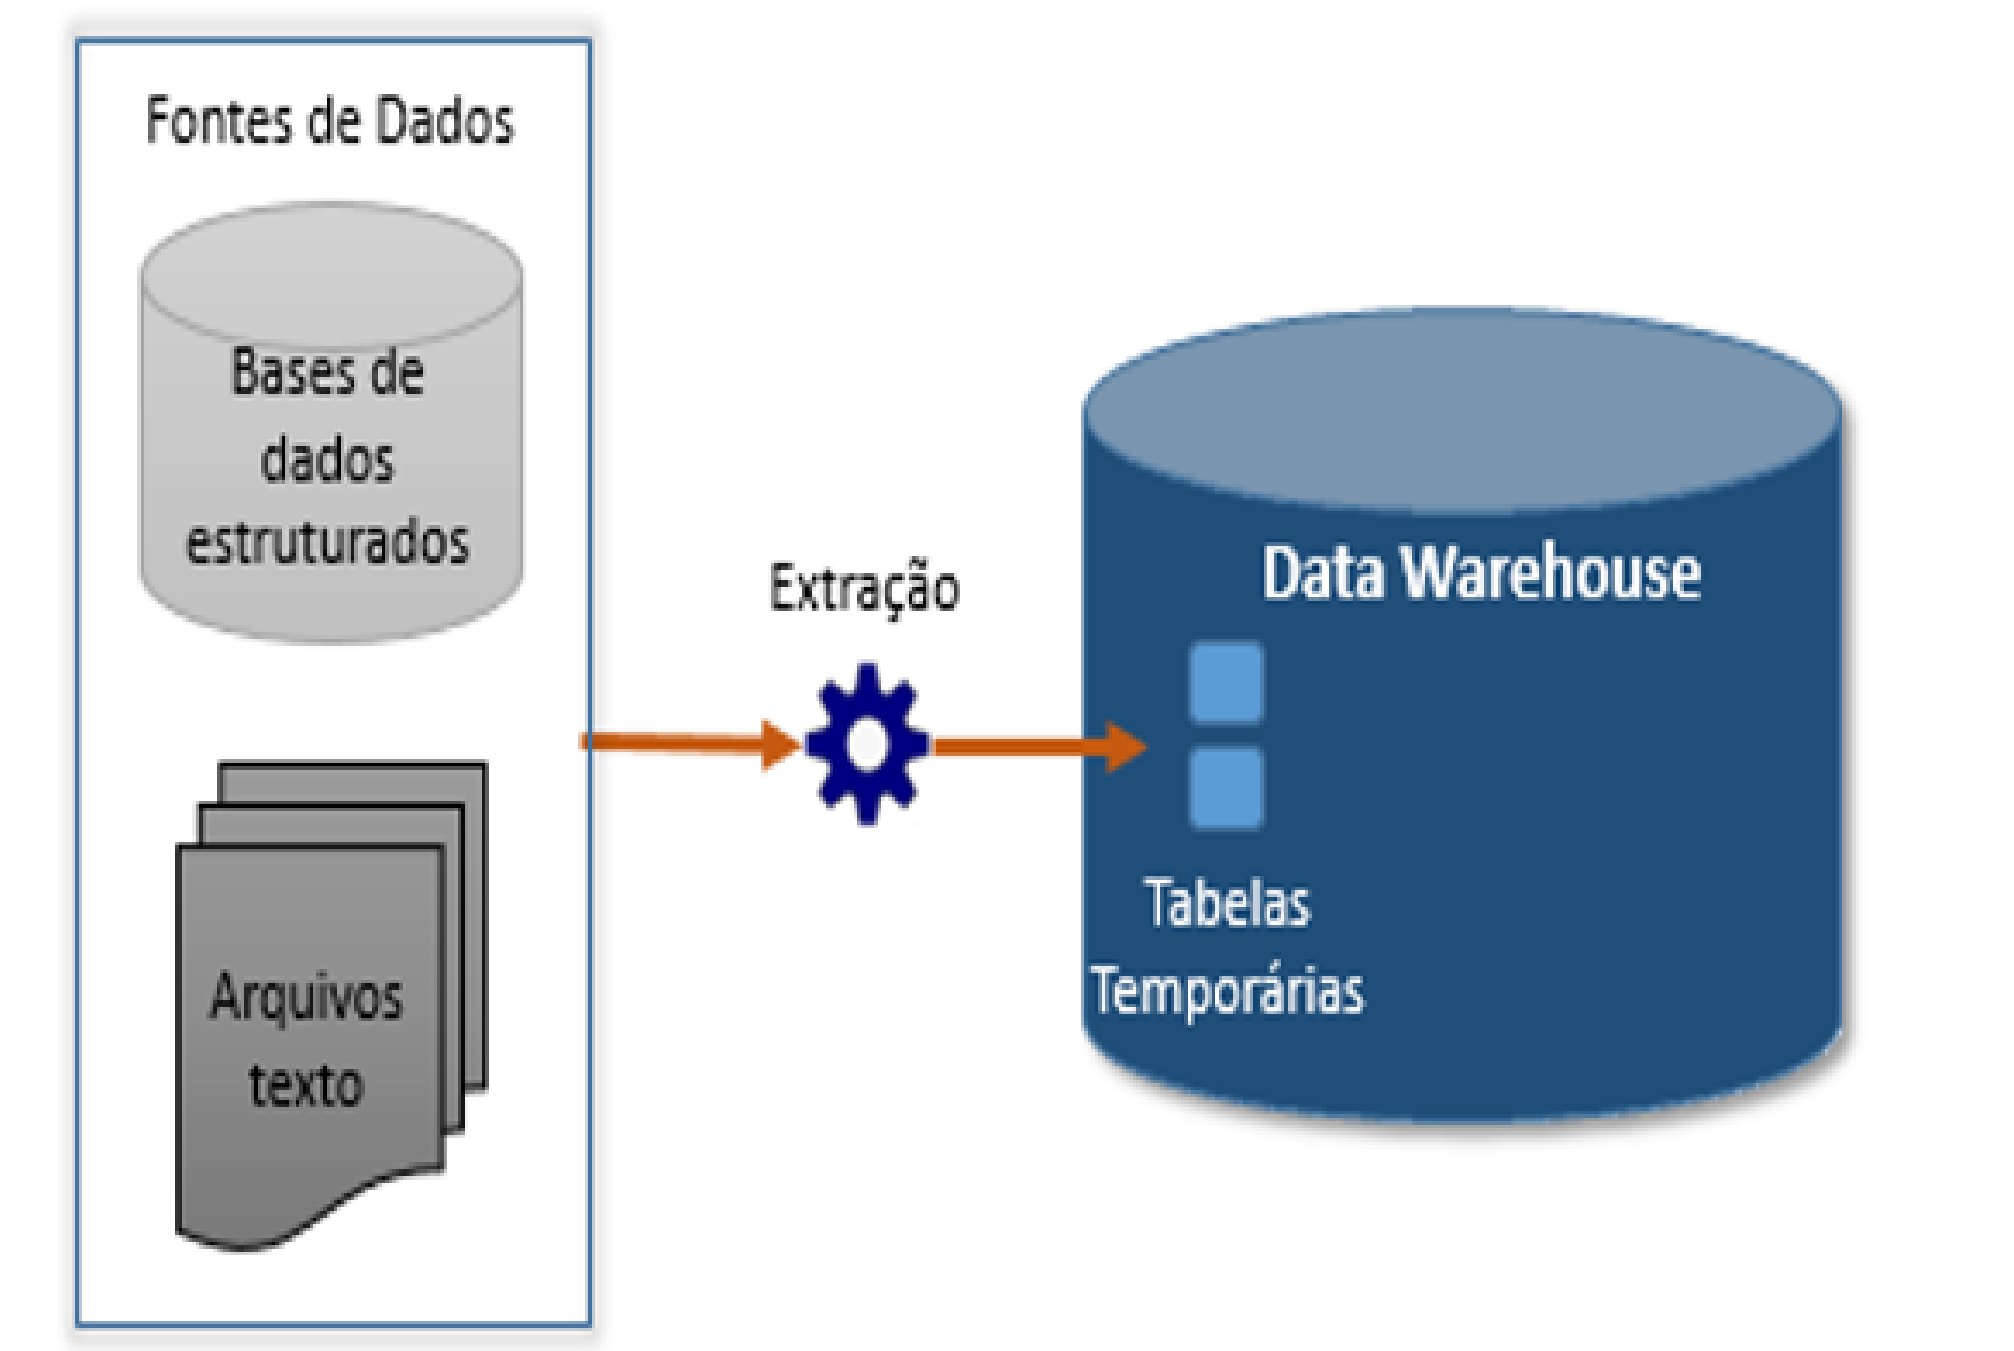 Fontes de Dados
Bases de
dados
estruturados
Arquivos
texto
Extração
Data Warehouse
Tabelas
Temporárias